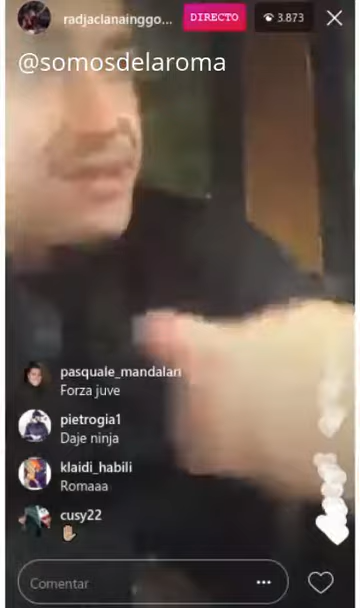 radjaclanainggo...
DIRECTO
3.873
@somosdelaroma
pasquale_mandalari
Forza juve
pietrogia1
Daje ninja
klaidi_habili
Romaaa
cusy22
✋🏼
Comentar